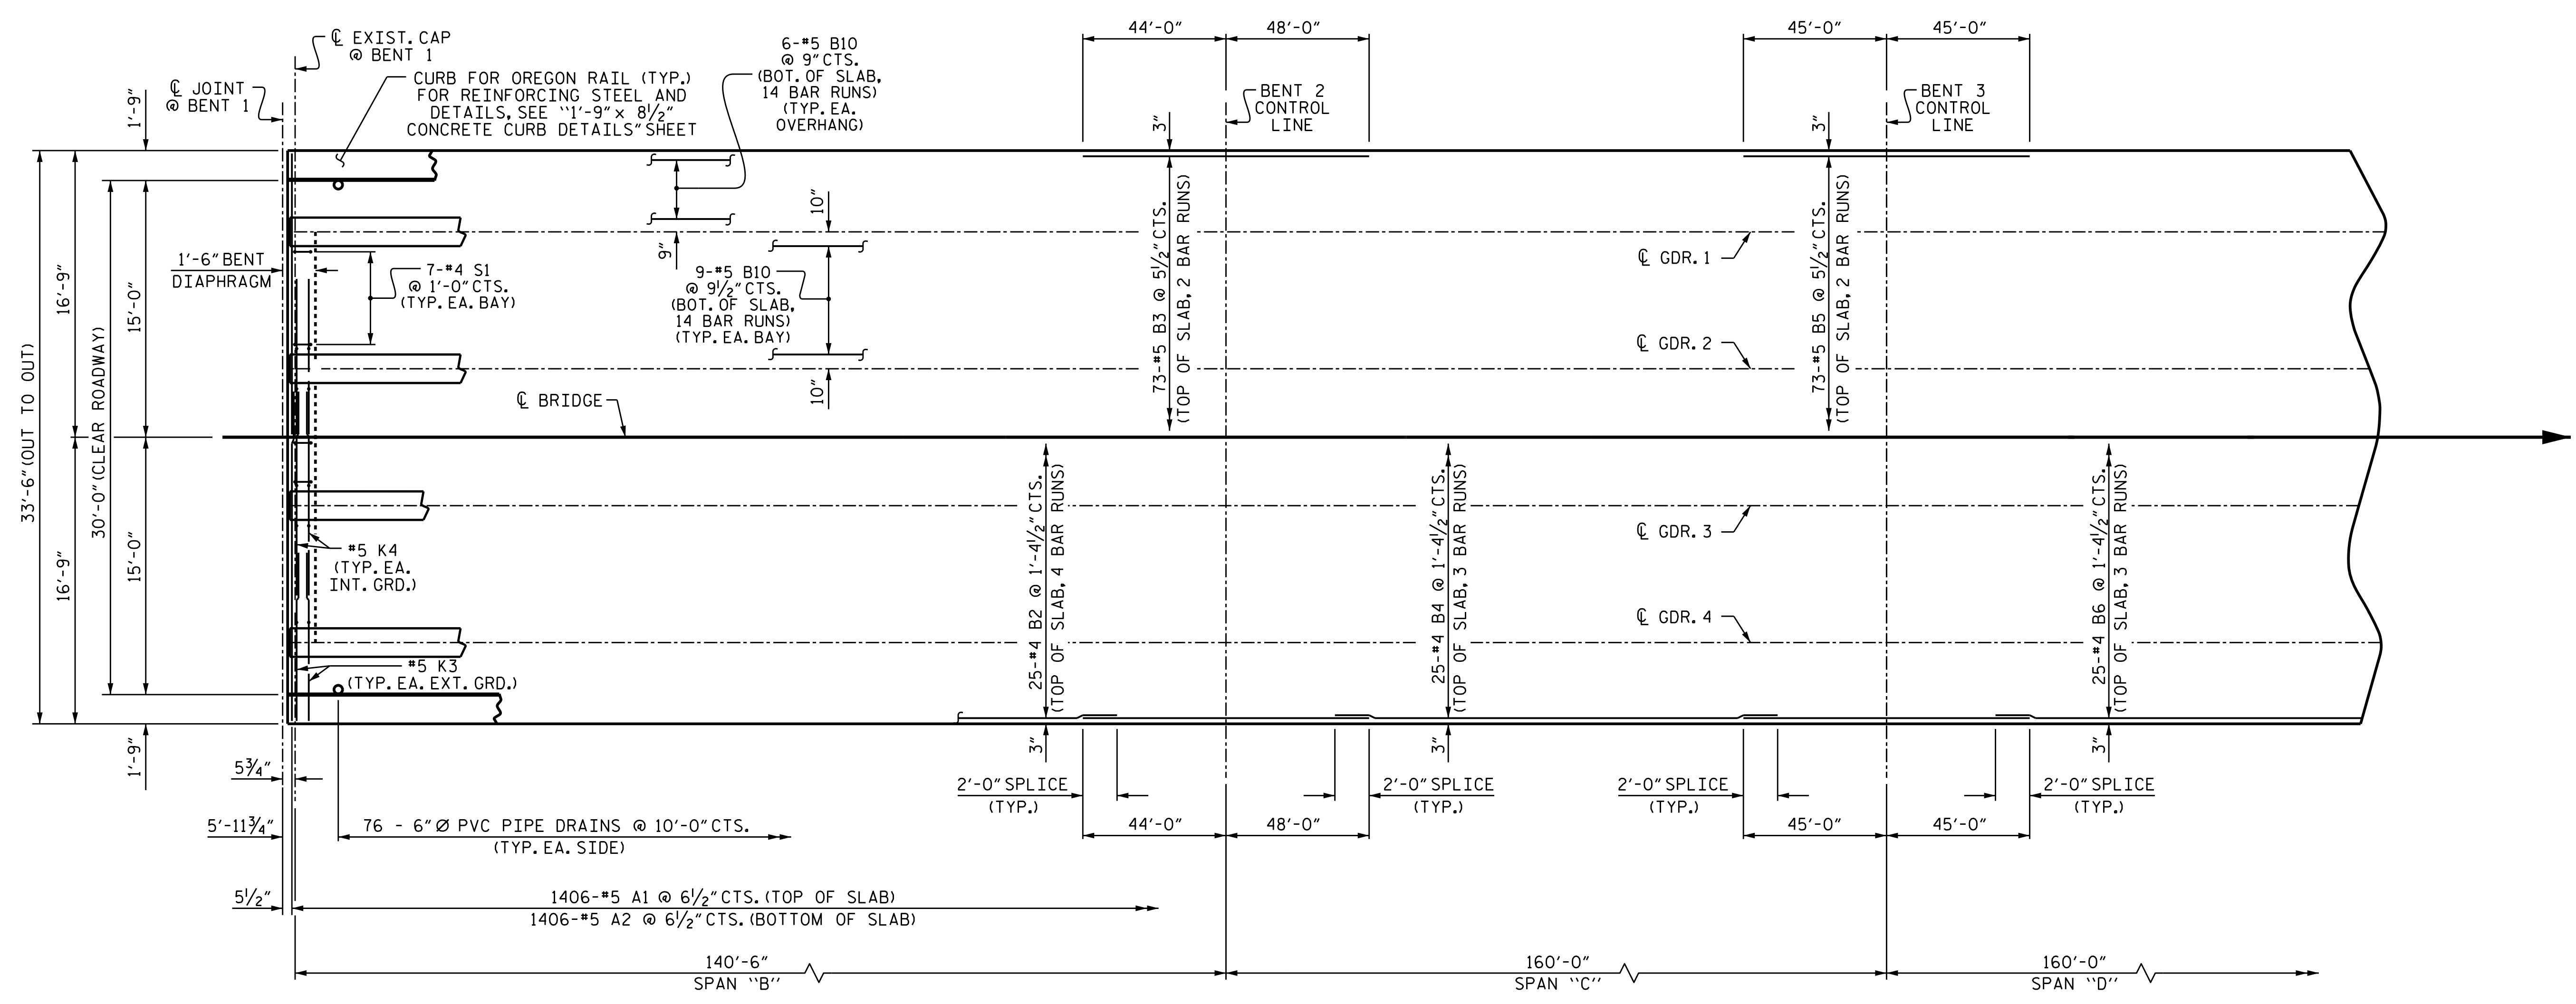 ℄ EXIST. CAP
@ BENT 1
℄ JOINT
@ BENT 1
CURB FOR OREGON RAIL (TYP.)
FOR REINFORCING STEEL AND
DETAILS, SEE ‘‘1'-9" x 8½"
CONCRETE CURB DETAILS" SHEET
6-#5 B10
@ 9" CTS.
(BOT. OF SLAB,
14 BAR RUNS)
(TYP. EA.
OVERHANG)
44'-0"
48'-0"
45'-0"
45'-0"
BENT 2
CONTROL
LINE
BENT 3
CONTROL
LINE
1'-9"
3"
3"
33'-6" (OUT TO OUT)
16'-9"
30'-0" (CLEAR ROADWAY)
15'-0"
1'-6" BENT
DIAPHRAGM
7-#4 S1
@ 1'-0" CTS.
(TYP. EA. BAY)
9"
10"
9-#5 B10
@ 9½" CTS.
(BOT. OF SLAB,
14 BAR RUNS)
(TYP. EA. BAY)
10"
73-#5 B3 @ 5½" CTS.
(TOP OF SLAB, 2 BAR RUNS)
73-#5 B5 @ 5½" CTS.
(TOP OF SLAB, 2 BAR RUNS)
℄ GDR. 1
℄ GDR. 2
℄ BRIDGE
16'-9"
15'-0"
25-#4 B2 @ 1'-4½" CTS.
(TOP OF SLAB, 4 BAR RUNS)
25-#4 B4 @ 1'-4½" CTS.
(TOP OF SLAB, 3 BAR RUNS)
25-#4 B6 @ 1'-4½" CTS.
(TOP OF SLAB, 3 BAR RUNS)
℄ GDR. 3
#5 K4
(TYP. EA.
INT. GRD.)
℄ GDR. 4
#5 K3
(TYP. EA. EXT. GRD.)
1'-9"
3"
3"
3"
5¾"
2'-0" SPLICE
(TYP.)
2'-0" SPLICE
(TYP.)
2'-0" SPLICE
(TYP.)
2'-0" SPLICE
(TYP.)
5'-11¾"
76 - 6" Ø PVC PIPE DRAINS @ 10'-0" CTS.
(TYP. EA. SIDE)
44'-0"
48'-0"
45'-0"
45'-0"
5½"
1406-#5 A1 @ 6½" CTS. (TOP OF SLAB)
1406-#5 A2 @ 6½" CTS. (BOTTOM OF SLAB)
140'-6"
SPAN ‘‘B’’
160'-0"
SPAN ‘‘C’’
160'-0"
SPAN ‘‘D’’